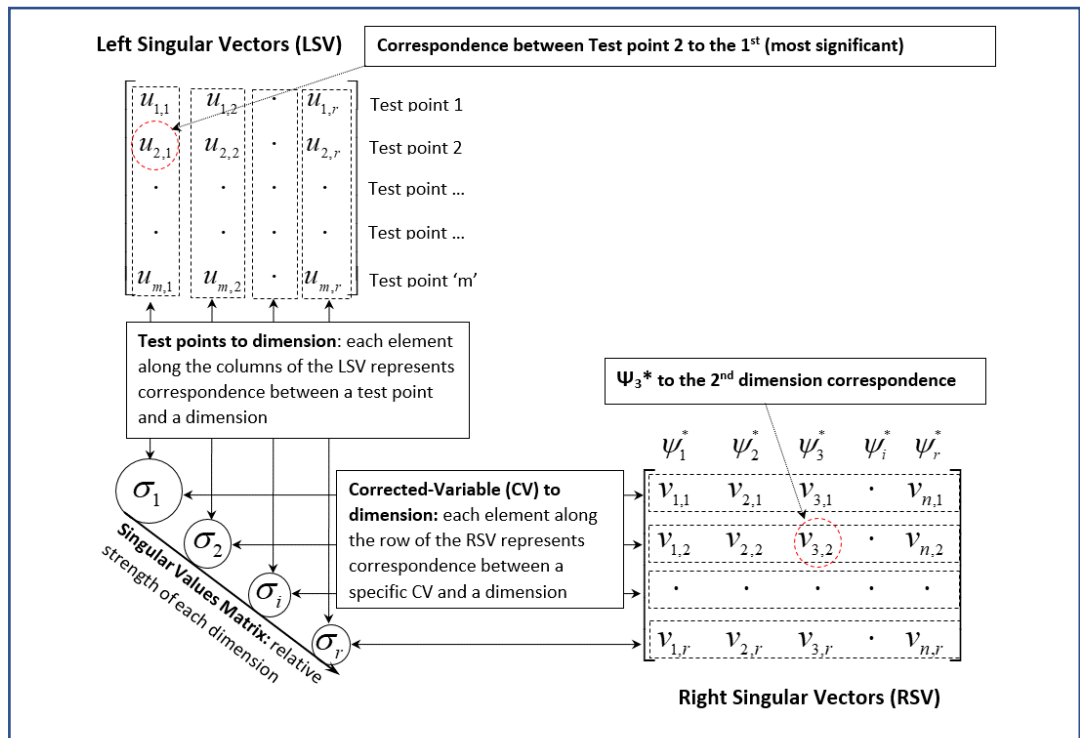 Left Singular Vectors (LSV)
Correspondence between Test point 2 to the 1st (most significant)
u1,1 u1,2 · u1,r Test point 1
u2,1 u2,2 · u2,r Test point 2
· · · · Test point ...
· · · · Test point ...
um,1 um,2 · um,r Test point ‘m’
Test points to dimension: each element
along the columns of the LSV represents
correspondence between a test point
and a dimension
Ψ3* to the 2nd dimension correspondence
ψ1* ψ2* ψ3* ψi* ψr*
σ1
σ2
σi
σr
Singular Values Matrix: relative
strength of each dimension
Corrected-Variable (CV) to
dimension: each element along
the row of the RSV represents
correspondence between a
specific CV and a dimension
v1,1 v2,1 v3,1 · vn,1
v1,2 v2,2 v3,2 · vn,2
· · · · ·
v1,r v2,r v3,r · vn,r
Right Singular Vectors (RSV)